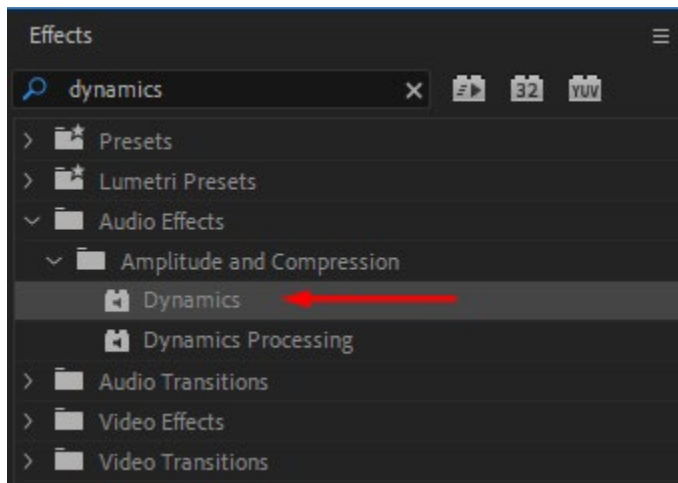 Effects
dynamics 32 YUV
Presets
Lumetri Presets
Audio Effects
Amplitude and Compression
Dynamics
Dynamics Processing
Audio Transitions
Video Effects
Video Transitions